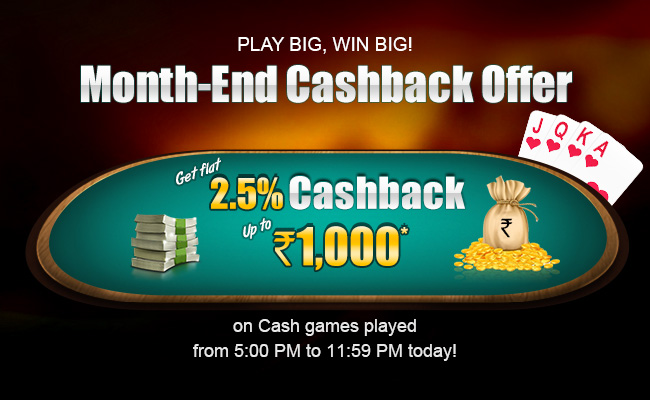 PLAY BIG, WIN BIG!
Month-End Cashback Offer
J Q K A
Get flat
2.5% Cashback
Up to
₹1,000*
₹
on Cash games played
from 5:00 PM to 11:59 PM today!